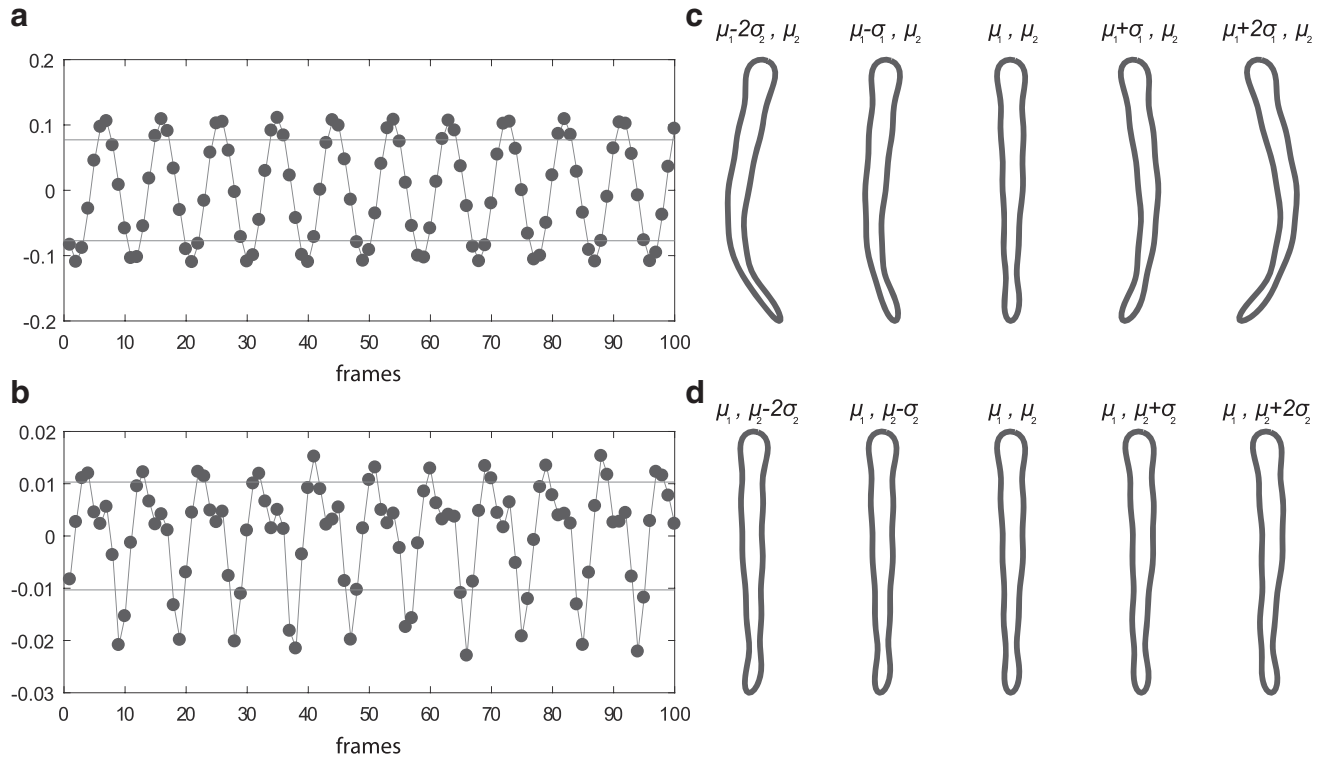 a
0.2
0.1
0
-0.1
-0.2
0 10 20 30 40 50 60 70 80 90 100
frames
b
0.02
0.01
0
-0.01
-0.02
-0.03
0 10 20 30 40 50 60 70 80 90 100
frames
c
μ₁-2σ₂ , μ₂ μ₁-σ₁ , μ₂ μ₁ , μ₂ μ₁+σ₁ , μ₂ μ₁+2σ₁ , μ₂
d
μ₁ , μ₂-2σ₂ μ₁ , μ₂-σ₂ μ₁ , μ₂ μ₁ , μ₂+σ₂ μ₁ , μ₂+2σ₂